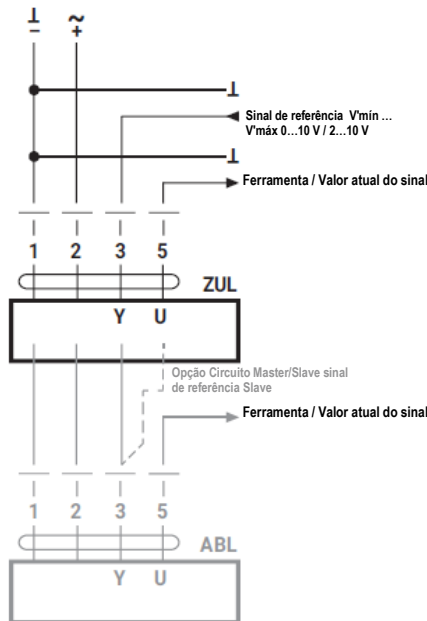 ⊥ ~
– +
⊥
Sinal de referência V'mín ...
V'máx 0...10 V / 2...10 V
⊥
Ferramenta / Valor atual do sinal
1 2 3 5
ZUL
Y U
Opção Circuito Master/Slave sinal
de referência Slave
Ferramenta / Valor atual do sinal
1 2 3 5
ABL
Y U